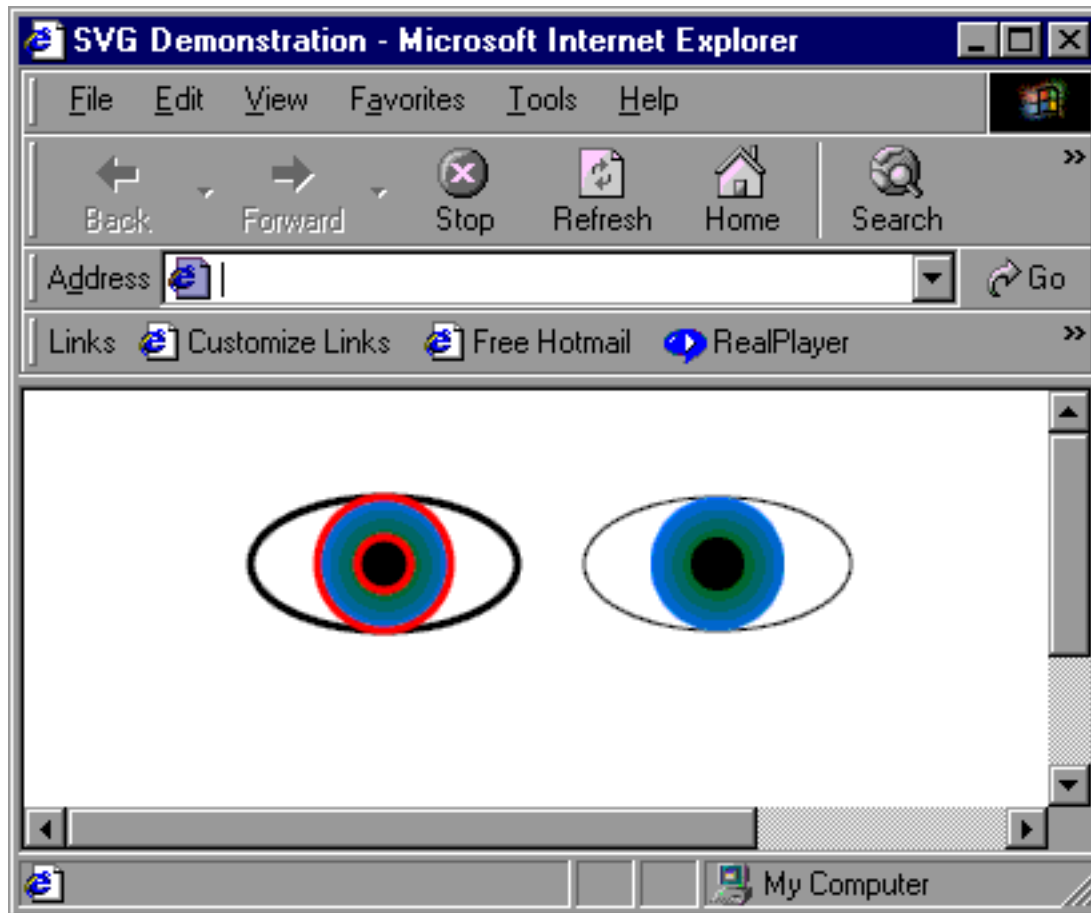 SVG Demonstration - Microsoft Internet Explorer
File Edit View Favorites Tools Help
Back Forward Stop Refresh Home Search
Address Go
Links Customize Links Free Hotmail RealPlayer
My Computer